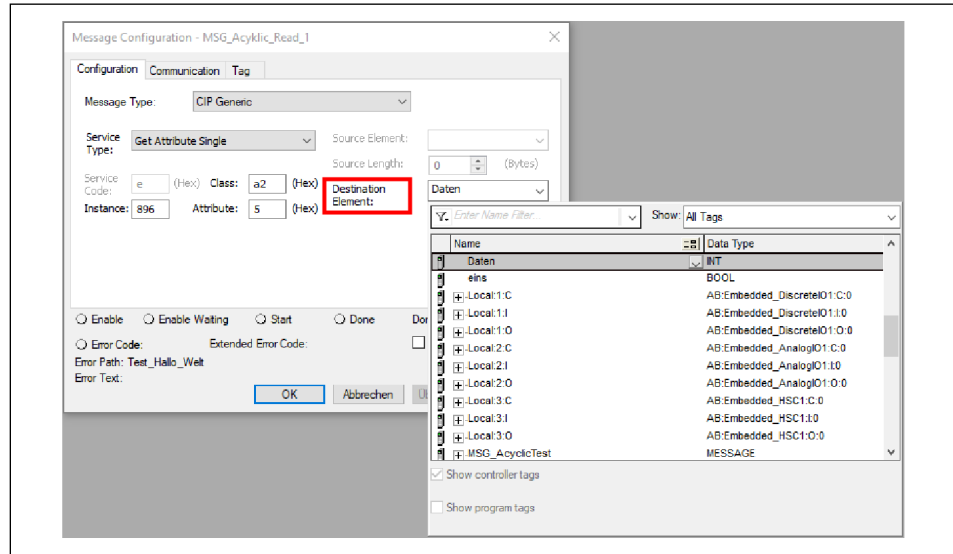 Message Configuration - MSG_Acyklic_Read_1
Configuration Communication Tag
Message Type: CIP Generic
Service Type: Get Attribute Single
Source Element:
Source Length: 0 (Bytes)
Service Code: e (Hex) Class: a2 (Hex)
Destination Element: Daten
Instance: 896 Attribute: 5 (Hex)
Enter Name Filter... Show: All Tags
Name Data Type
Daten INT
eins BOOL
Local:1:C AB:Embedded_DiscreteIO1:C:0
Local:1:I AB:Embedded_DiscreteIO1:I:0
Local:1:O AB:Embedded_DiscreteIO1:O:0
Local:2:C AB:Embedded_AnalogIO1:C:0
Local:2:I AB:Embedded_AnalogIO1:I:0
Local:2:O AB:Embedded_AnalogIO1:O:0
Local:3:C AB:Embedded_HSC1:C:0
Local:3:I AB:Embedded_HSC1:I:0
Local:3:O AB:Embedded_HSC1:O:0
MSG_AcyclicTest MESSAGE
Show controller tags
Show program tags
Enable Enable Waiting Start Done
Error Code: Extended Error Code:
Error Path: Test_Hallo_Welt
Error Text:
OK Abbrechen